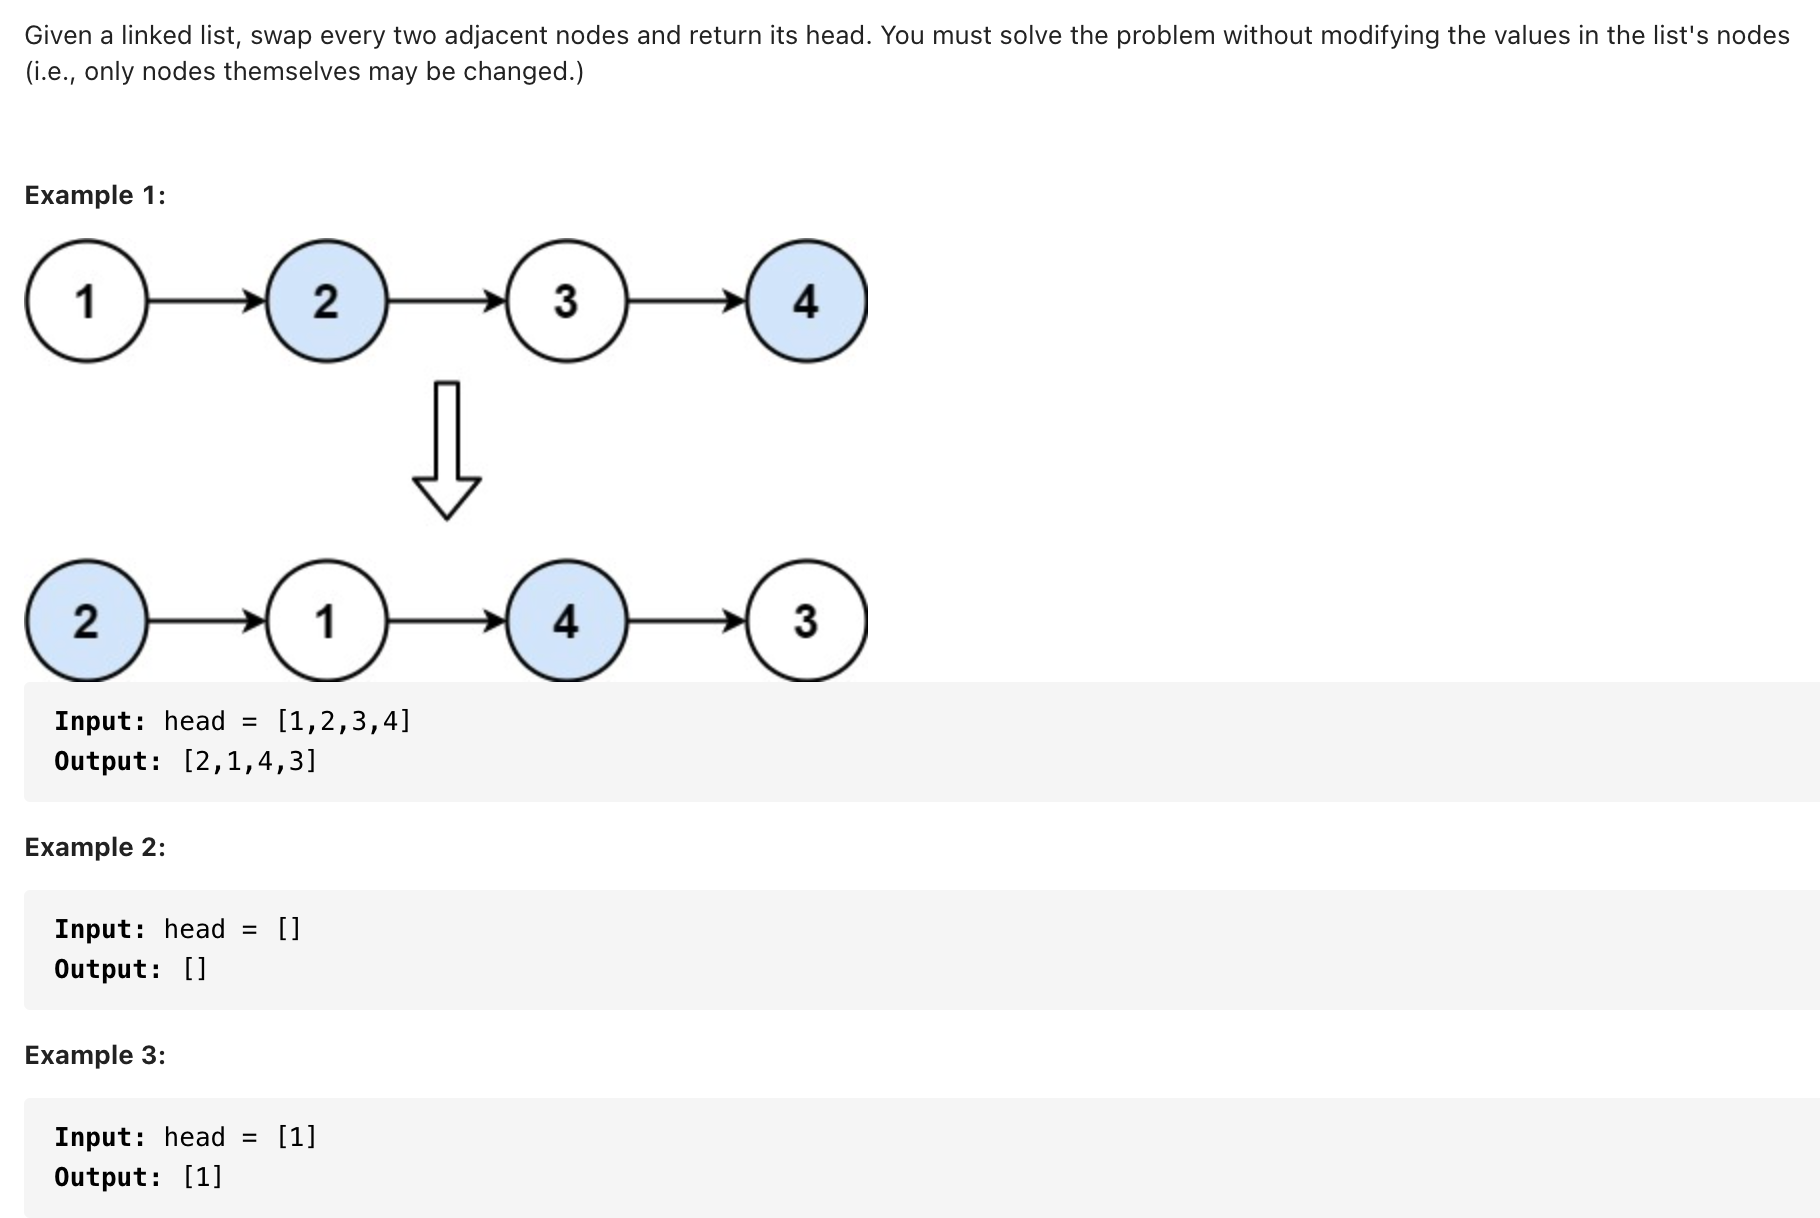 Given a linked list, swap every two adjacent nodes and return its head. You must solve the problem without modifying the values in the list's nodes
(i.e., only nodes themselves may be changed.)
Example 1:
1 2 3 4
2 1 4 3
Input: head = [1,2,3,4]
Output: [2,1,4,3]
Example 2:
Input: head = []
Output: []
Example 3:
Input: head = [1]
Output: [1]